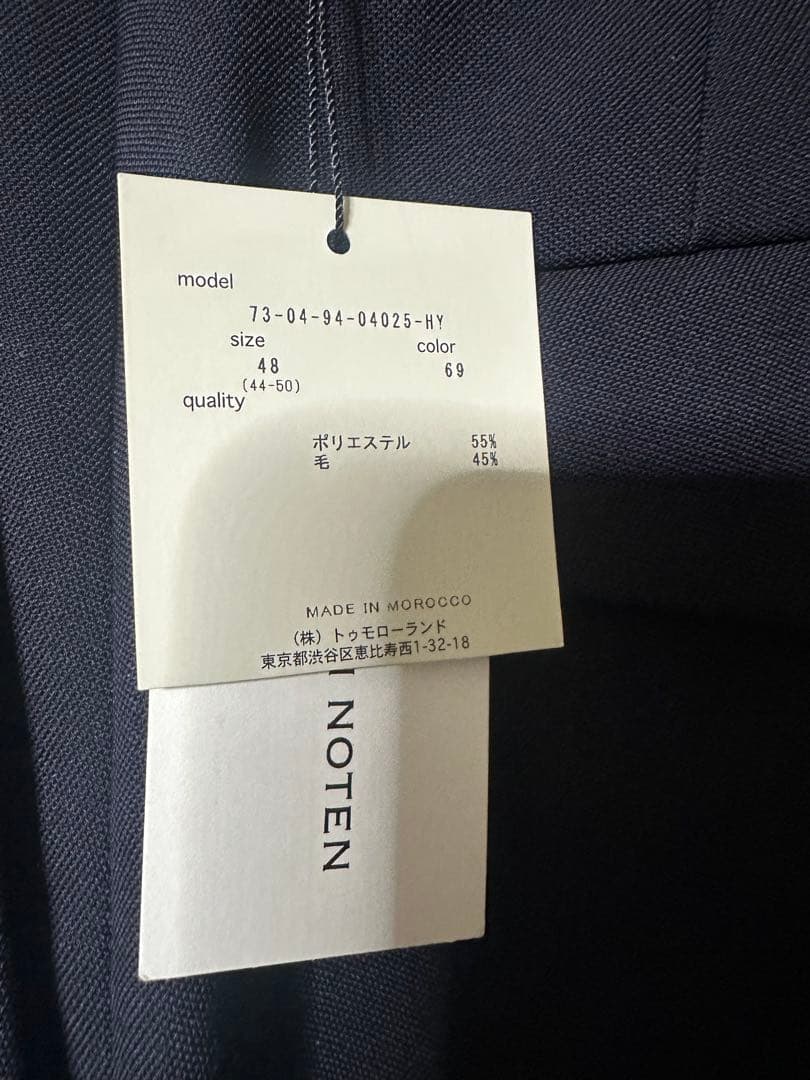 model
73-04-94-04025-HY
size
color
48
69
(44-50)
quality
ポリエステル 55%
毛 45%
MADE IN MOROCCO
(株)トゥモローランド
東京都渋谷区恵比寿西1-32-18
NOTEN